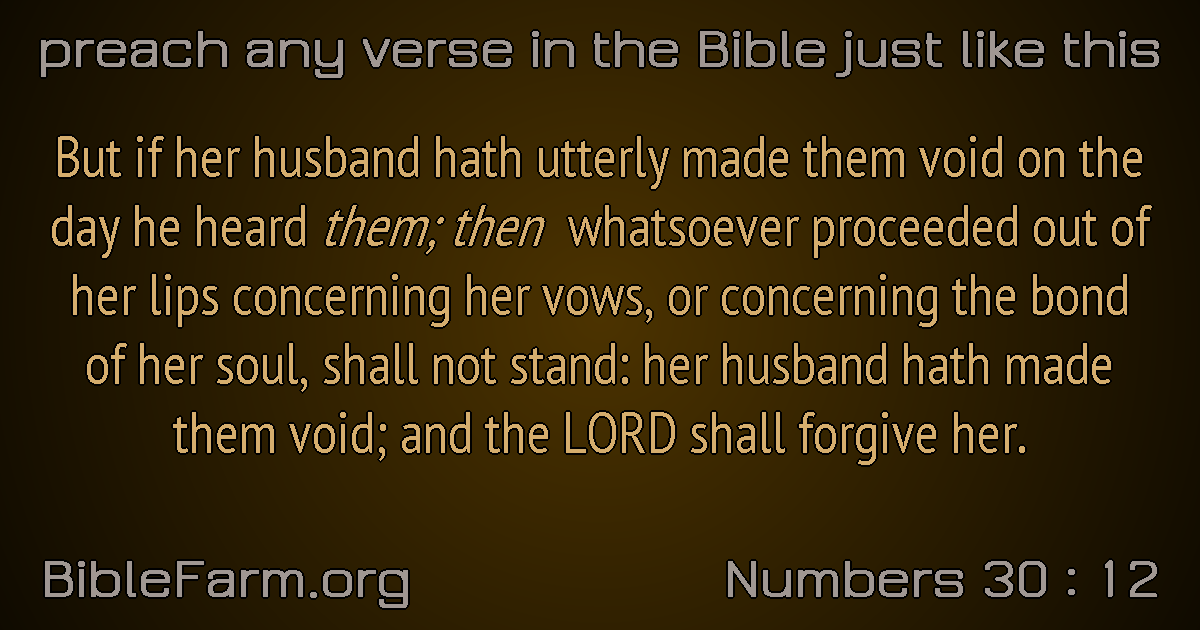 preach any verse in the Bible just like this
But if her husband hath utterly made them void on the
day he heard them; then whatsoever proceeded out of
her lips concerning her vows, or concerning the bond
of her soul, shall not stand: her husband hath made
them void; and the LORD shall forgive her.
BibleFarm.org
Numbers 30 : 12